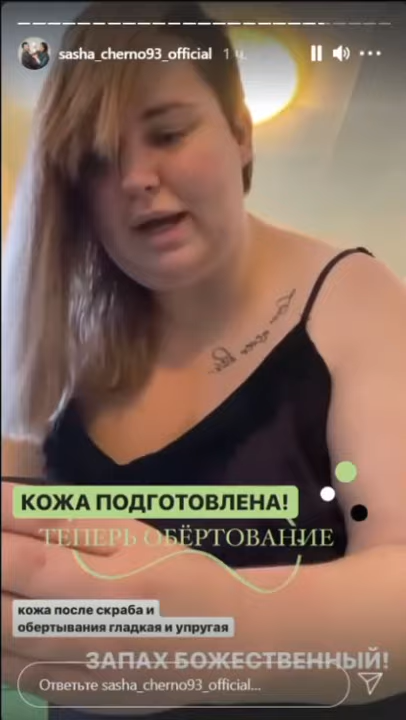 sasha_cherno93_official 1 ч.
КОЖА ПОДГОТОВЛЕНА!
ТЕПЕРЬ ОБЁРТОВАНИЕ
кожа после скраба и
обертывания гладкая и упругая
ЗАПАХ БОЖЕСТВЕННЫЙ!
Ответьте sasha_cherno93_official...